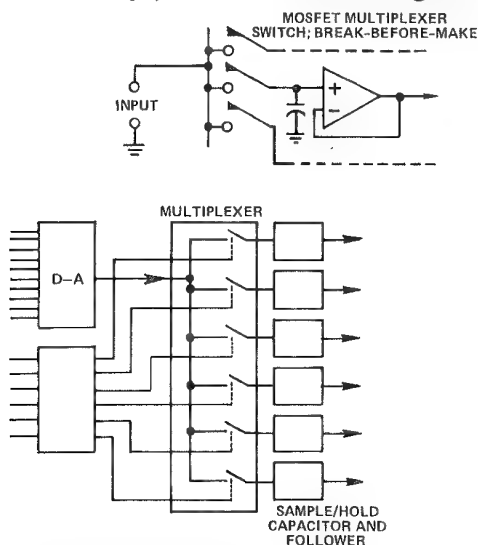 MOSFET MULTIPLEXER
SWITCH; BREAK-BEFORE-MAKE
INPUT
+
−
MULTIPLEXER
D-A
SAMPLE/HOLD
CAPACITOR AND
FOLLOWER